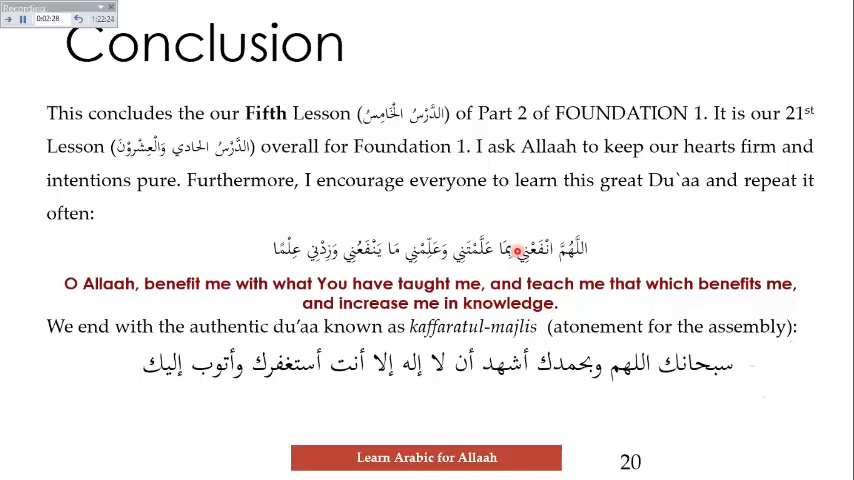 Recording
0:02:28
1:22:24
Conclusion
This concludes the our Fifth Lesson (الدَّرْسُ الْخَامِسُ) of Part 2 of FOUNDATION 1. It is our 21st
Lesson (الدَّرْسُ الحادي وَالْعِشْرُوْنَ) overall for Foundation 1. I ask Allaah to keep our hearts firm and
intentions pure. Furthermore, I encourage everyone to learn this great Du`aa and repeat it
often:
اللَّهُمَّ انْفَعْنِي بِمَا عَلَّمْتَنِي وَعَلِّمْنِي مَا يَنْفَعُنِي وَزِدْنِي عِلْمًا
O Allaah, benefit me with what You have taught me, and teach me that which benefits me,
and increase me in knowledge.
We end with the authentic du’aa known as kaffaratul-majlis (atonement for the assembly):
سبحانك اللهم وبحمدك أشهد أن لا إله إلا أنت أستغفرك وأتوب إليك
Learn Arabic for Allaah
20